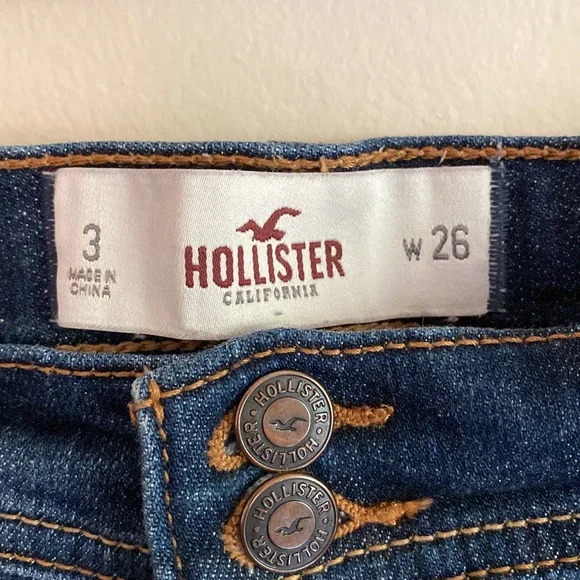 3
MADE IN
CHINA
HOLLISTER
CALIFORNIA
W 26
HOLLISTER • HOLLISTER •
HOLLISTER • HOLLISTER •